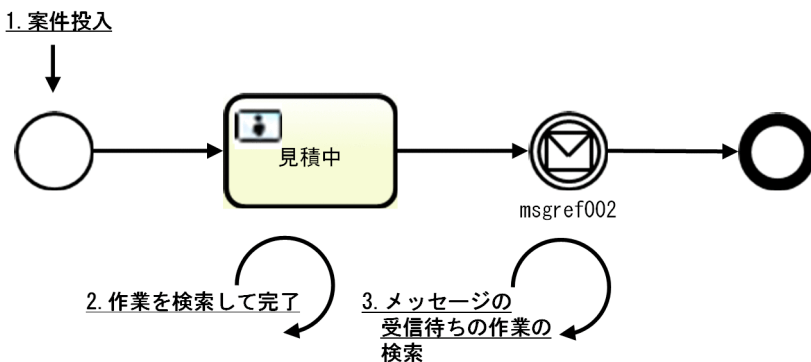 1. 案件投入
見積中
msgref002
2. 作業を検索して完了
3. メッセージの
受信待ちの作業の
検索